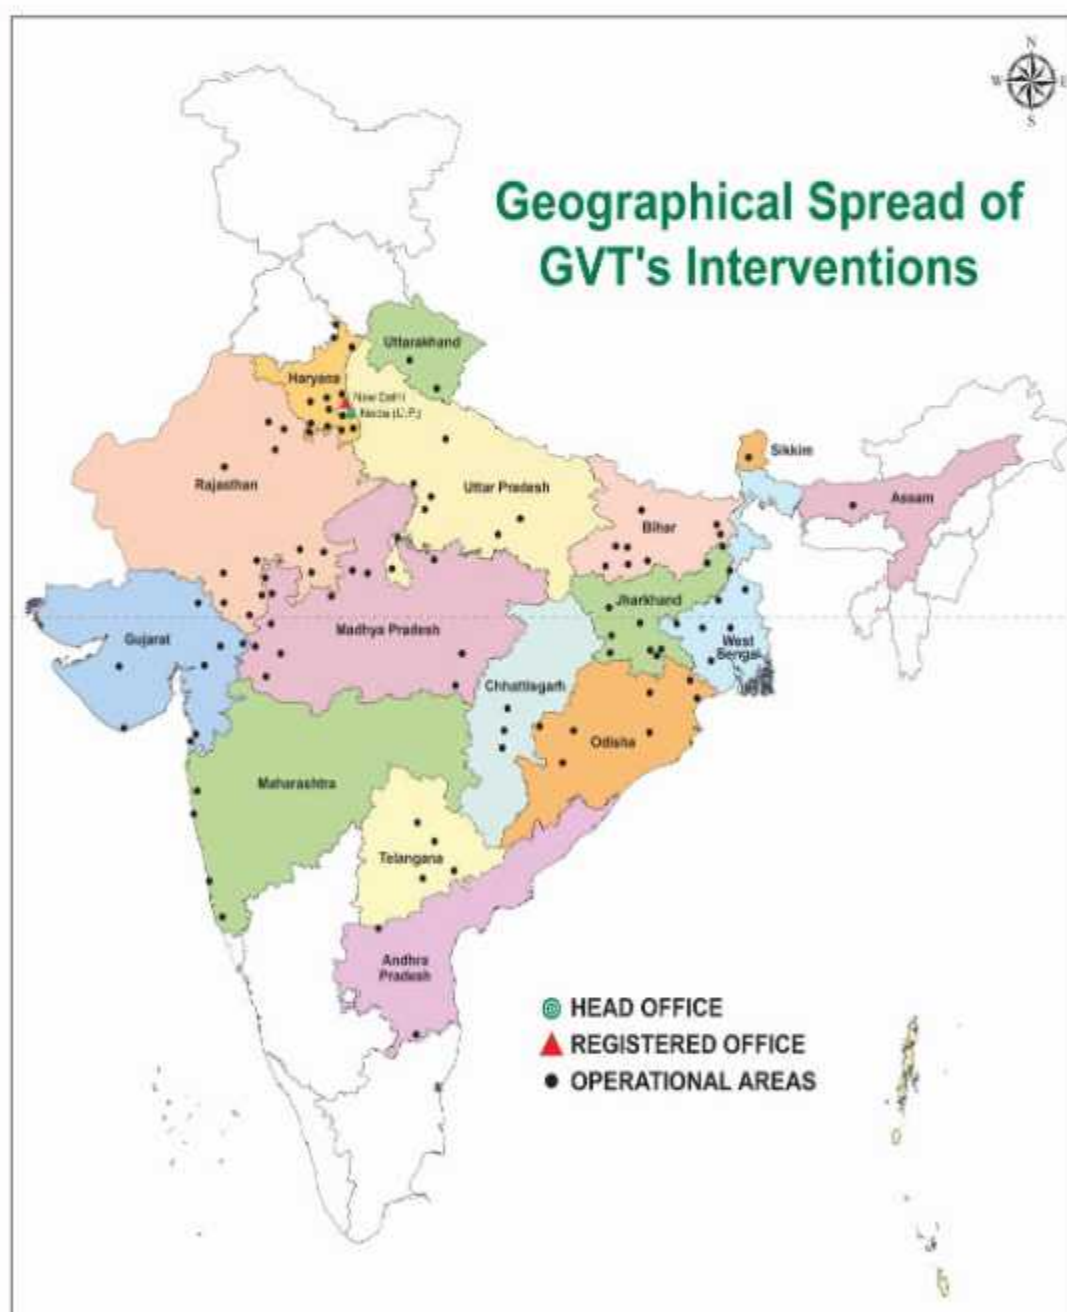 N
W E
S
Geographical Spread of
GVT's Interventions
Uttarakhand
Haryana
New Delhi
Noida (U.P.)
Sikkim
Rajasthan
Uttar Pradesh
Assam
Bihar
Jharkhand
Gujarat
Madhya Pradesh
West
Bengal
Chhattisgarh
Odisha
Maharashtra
Telangana
Andhra
Pradesh
HEAD OFFICE
REGISTERED OFFICE
OPERATIONAL AREAS